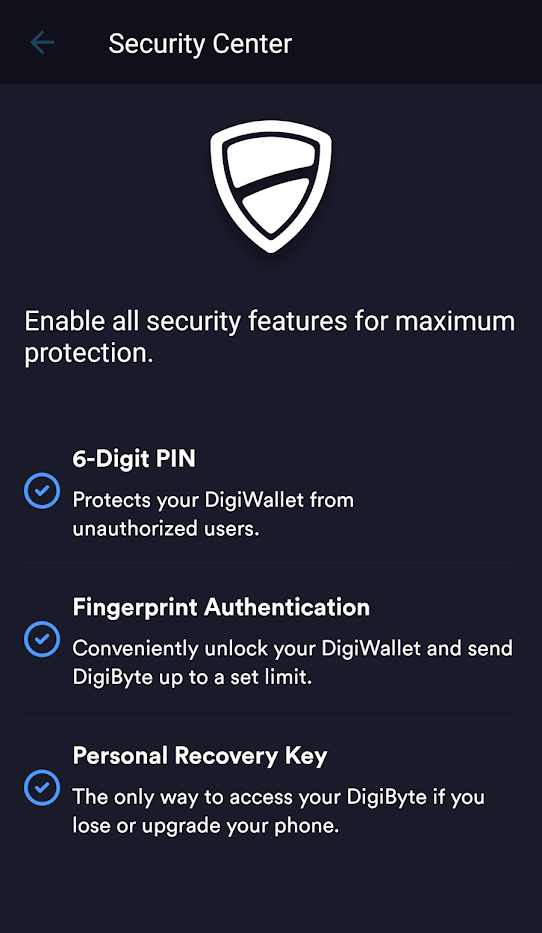 Security Center
Enable all security features for maximum
protection.
6-Digit PIN
Protects your DigiWallet from
unauthorized users.
Fingerprint Authentication
Conveniently unlock your DigiWallet and send
DigiByte up to a set limit.
Personal Recovery Key
The only way to access your DigiByte if you
lose or upgrade your phone.